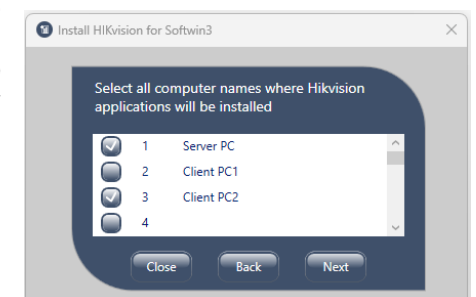 Install HIKvision for Softwin3
Select all computer names where Hikvision
applications will be installed
1 Server PC
2 Client PC1
3 Client PC2
4
Close Back Next